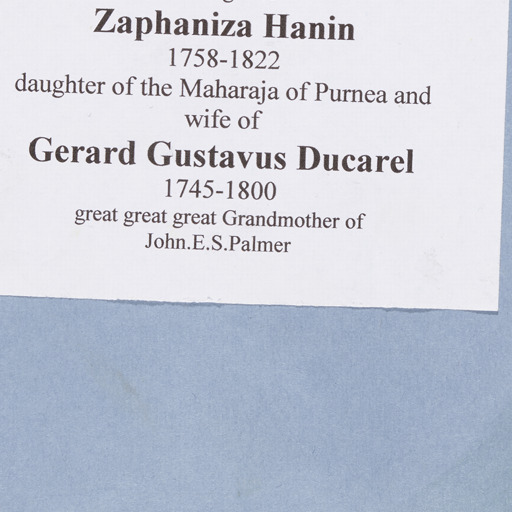 Zaphaniza Hanin
1758-1822
daughter of the Maharaja of Purnea and
wife of
Gerard Gustavus Ducarel
1745-1800
great great great Grandmother of
John.E.S.Palmer